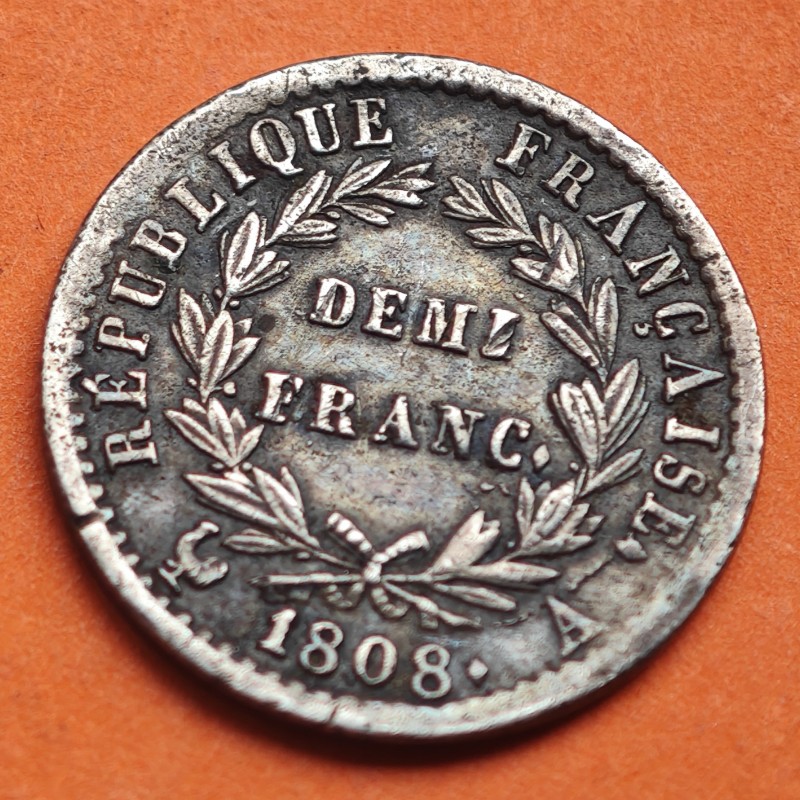 RÉPUBLIQUE FRANÇAISE.
DEMI
FRANC.
1808.
A